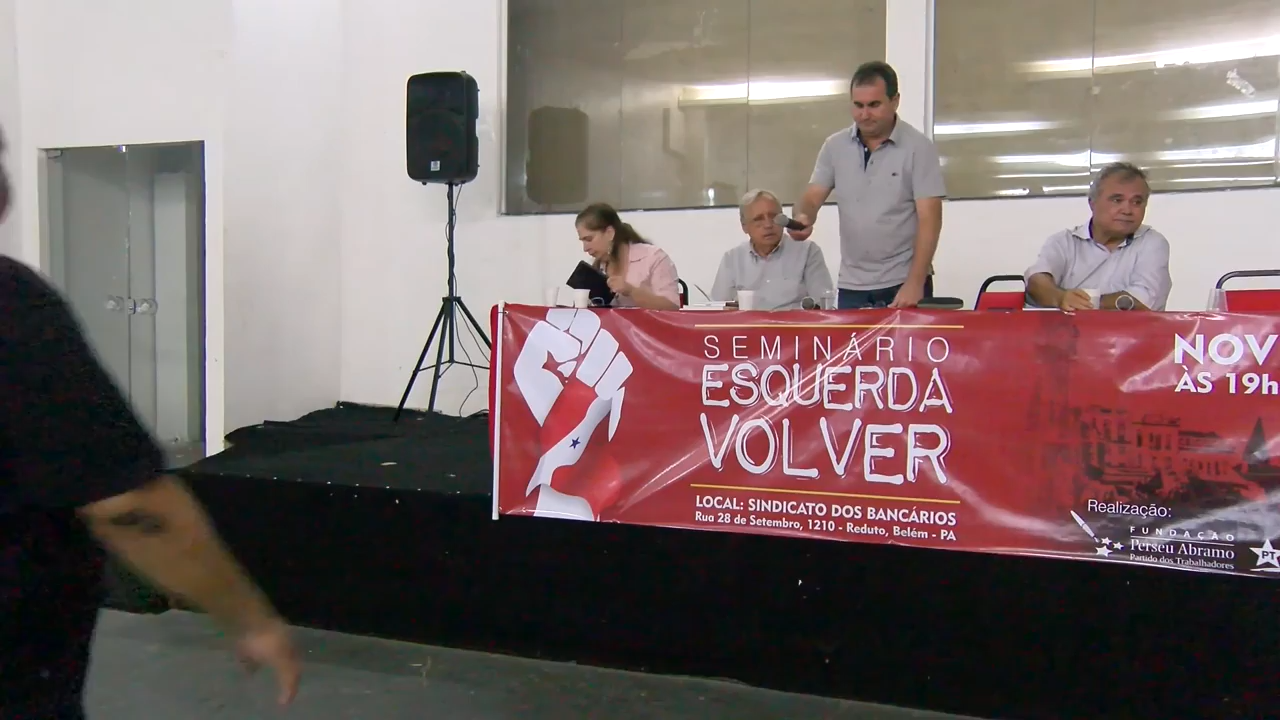 SEMINÁRIO
ESQUERDA
VOLVER
LOCAL: SINDICATO DOS BANCÁRIOS
Rua 28 de Setembro, 1210 - Reduto, Belém - PA
NOV
ÀS 19h
Realização:
FUNDAÇÃO
Perseu Abramo
Partido dos Trabalhadores
PT